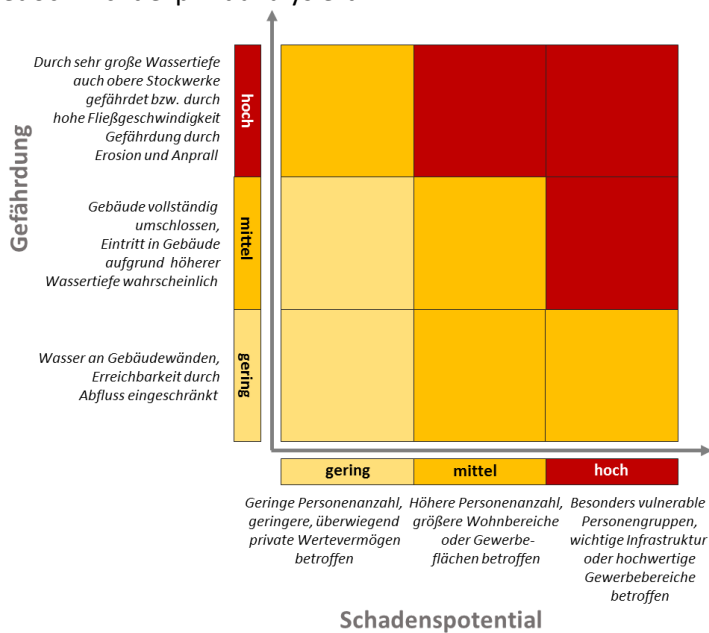 Durch sehr große Wassertiefe
auch obere Stockwerke
gefährdet bzw. durch
hohe Fließgeschwindigkeit
Gefährdung durch
Erosion und Anprall
hoch
Gefährdung
Gebäude vollständig
umschlossen,
Eintritt in Gebäude
aufgrund höherer
Wassertiefe wahrscheinlich
mittel
Wasser an Gebäudewänden,
Erreichbarkeit durch
Abfluss eingeschränkt
gering
gering
mittel
hoch
Geringe Personenanzahl,
geringere, überwiegend
private Wertevermögen
betroffen
Höhere Personenanzahl,
größere Wohnbereiche
oder Gewerbe-
flächen betroffen
Besonders vulnerable
Personengruppen,
wichtige Infrastruktur
oder hochwertige
Gewerbebereiche
betroffen
Schadenspotential